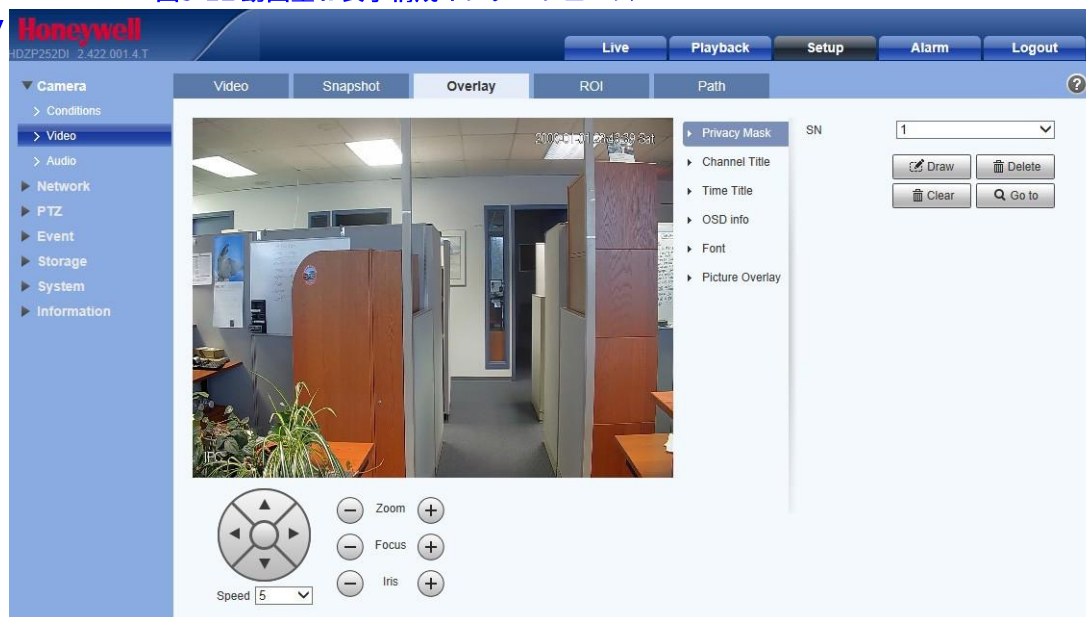 Honeywell
HDZP252DI 2.422.001.4.T
Live
Playback
Setup
Alarm
Logout
Camera
Conditions
Video
Audio
Network
PTZ
Event
Storage
System
Information
Video
Snapshot
Overlay
ROI
Path
?
Sat
IPC
Privacy Mask
Channel Title
Time Title
OSD info
Font
Picture Overlay
SN
1
Draw
Delete
Clear
Go to
Zoom
Focus
Iris
Speed
5